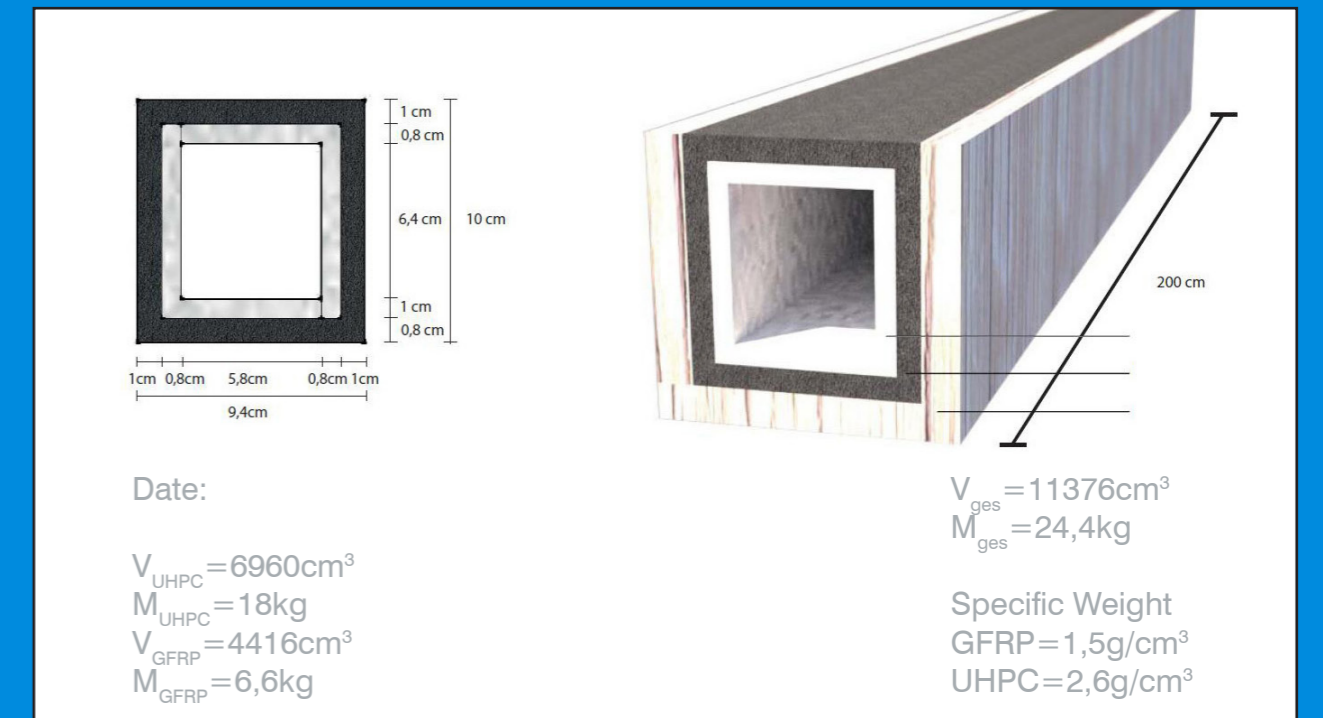 1 cm
0,8 cm
6,4 cm
10 cm
1 cm
0,8 cm
1cm 0,8cm 5,8cm 0,8cm 1cm
9,4cm
200 cm
Date:
V_UHPC=6960cm³
M_UHPC=18kg
V_GFRP=4416cm³
M_GFRP=6,6kg
V_ges=11376cm³
M_ges=24,4kg
Specific Weight
GFRP=1,5g/cm³
UHPC=2,6g/cm³